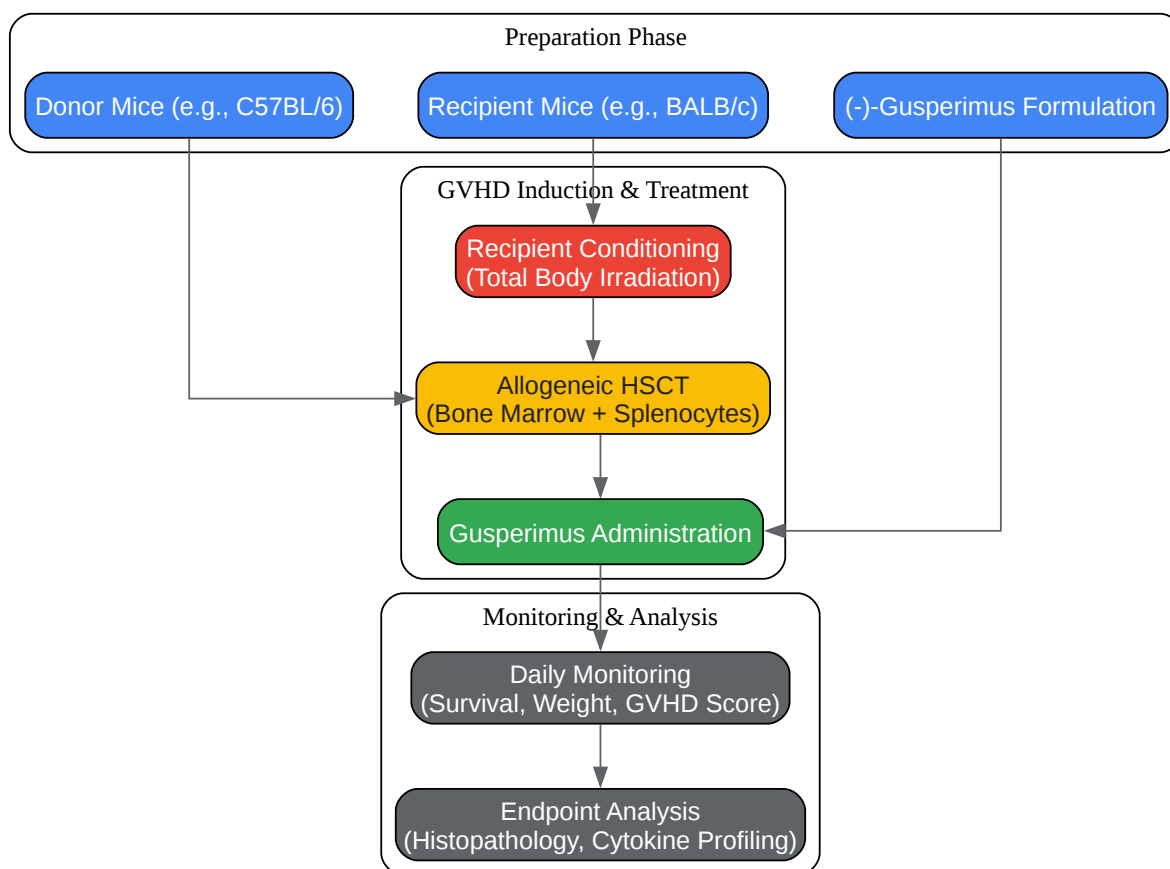 Preparation Phase
Donor Mice (e.g., C57BL/6)
Recipient Mice (e.g., BALB/c)
(-)-Gusperimus Formulation
GVHD Induction & Treatment
Recipient Conditioning
(Total Body Irradiation)
Allogeneic HSCT
(Bone Marrow + Splenocytes)
Gusperimus Administration
Monitoring & Analysis
Daily Monitoring
(Survival, Weight, GVHD Score)
Endpoint Analysis
(Histopathology, Cytokine Profiling)